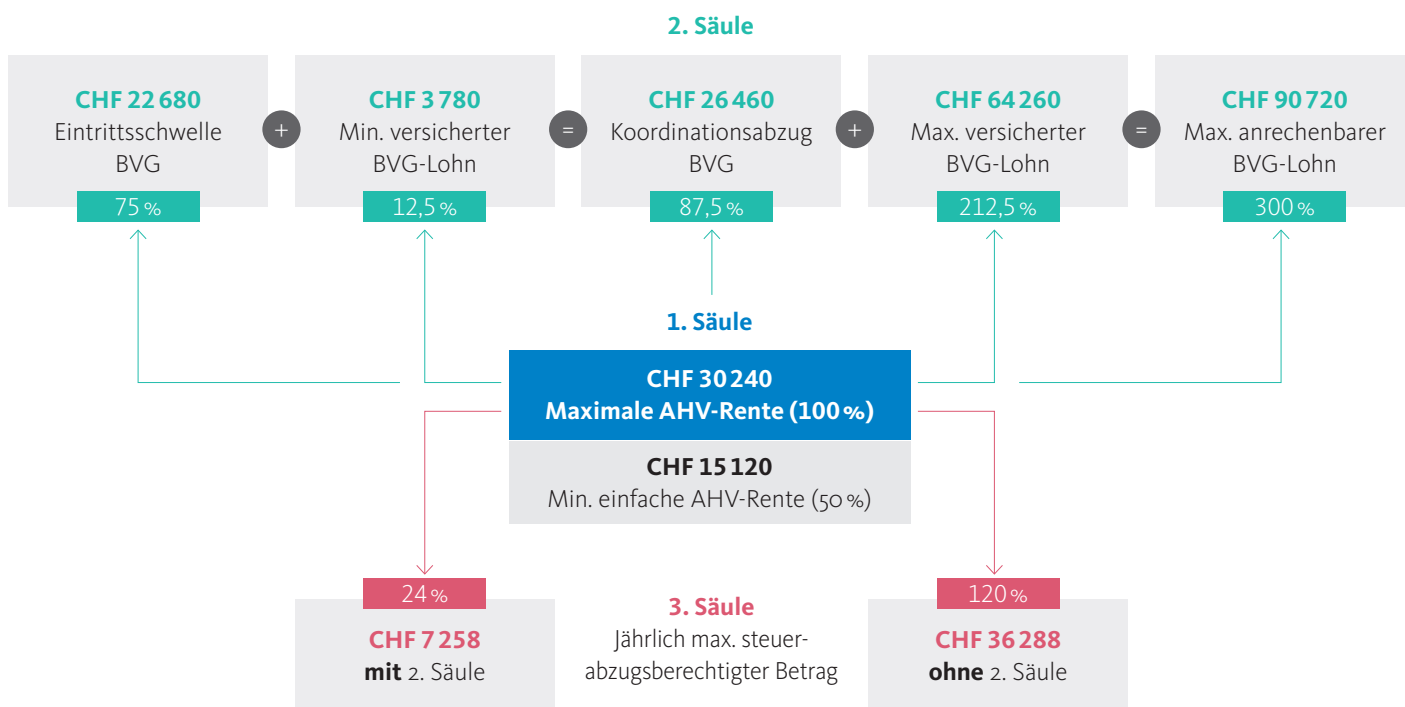 2. Säule
CHF 22 680
Eintrittsschwelle
BVG
75 %
+
CHF 3 780
Min. versicherter
BVG-Lohn
12,5 %
=
CHF 26 460
Koordinationsabzug
BVG
87,5 %
+
CHF 64 260
Max. versicherter
BVG-Lohn
212,5 %
=
CHF 90 720
Max. anrechenbarer
BVG-Lohn
300 %
1. Säule
CHF 30 240
Maximale AHV-Rente (100 %)
CHF 15 120
Min. einfache AHV-Rente (50 %)
24 %
CHF 7 258
mit 2. Säule
3. Säule
Jährlich max. steuer-
abzugsberechtigter Betrag
120 %
CHF 36 288
ohne 2. Säule